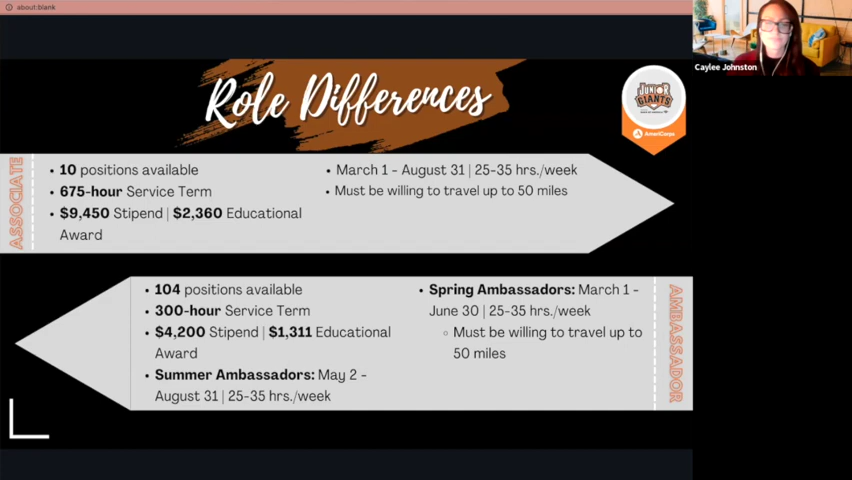 about:blank
Caylee Johnston
Role Differences
JUNIOR
GIANTS
AmeriCorps
ASSOCIATE
10 positions available
675-hour Service Term
$9,450 Stipend | $2,360 Educational
Award
March 1 - August 31 | 25-35 hrs./week
Must be willing to travel up to 50 miles
104 positions available
300-hour Service Term
$4,200 Stipend | $1,311 Educational
Award
Summer Ambassadors: May 2 -
August 31 | 25-35 hrs./week
Spring Ambassadors: March 1 -
June 30 | 25-35 hrs./week
Must be willing to travel up to
50 miles
AMBASSADOR